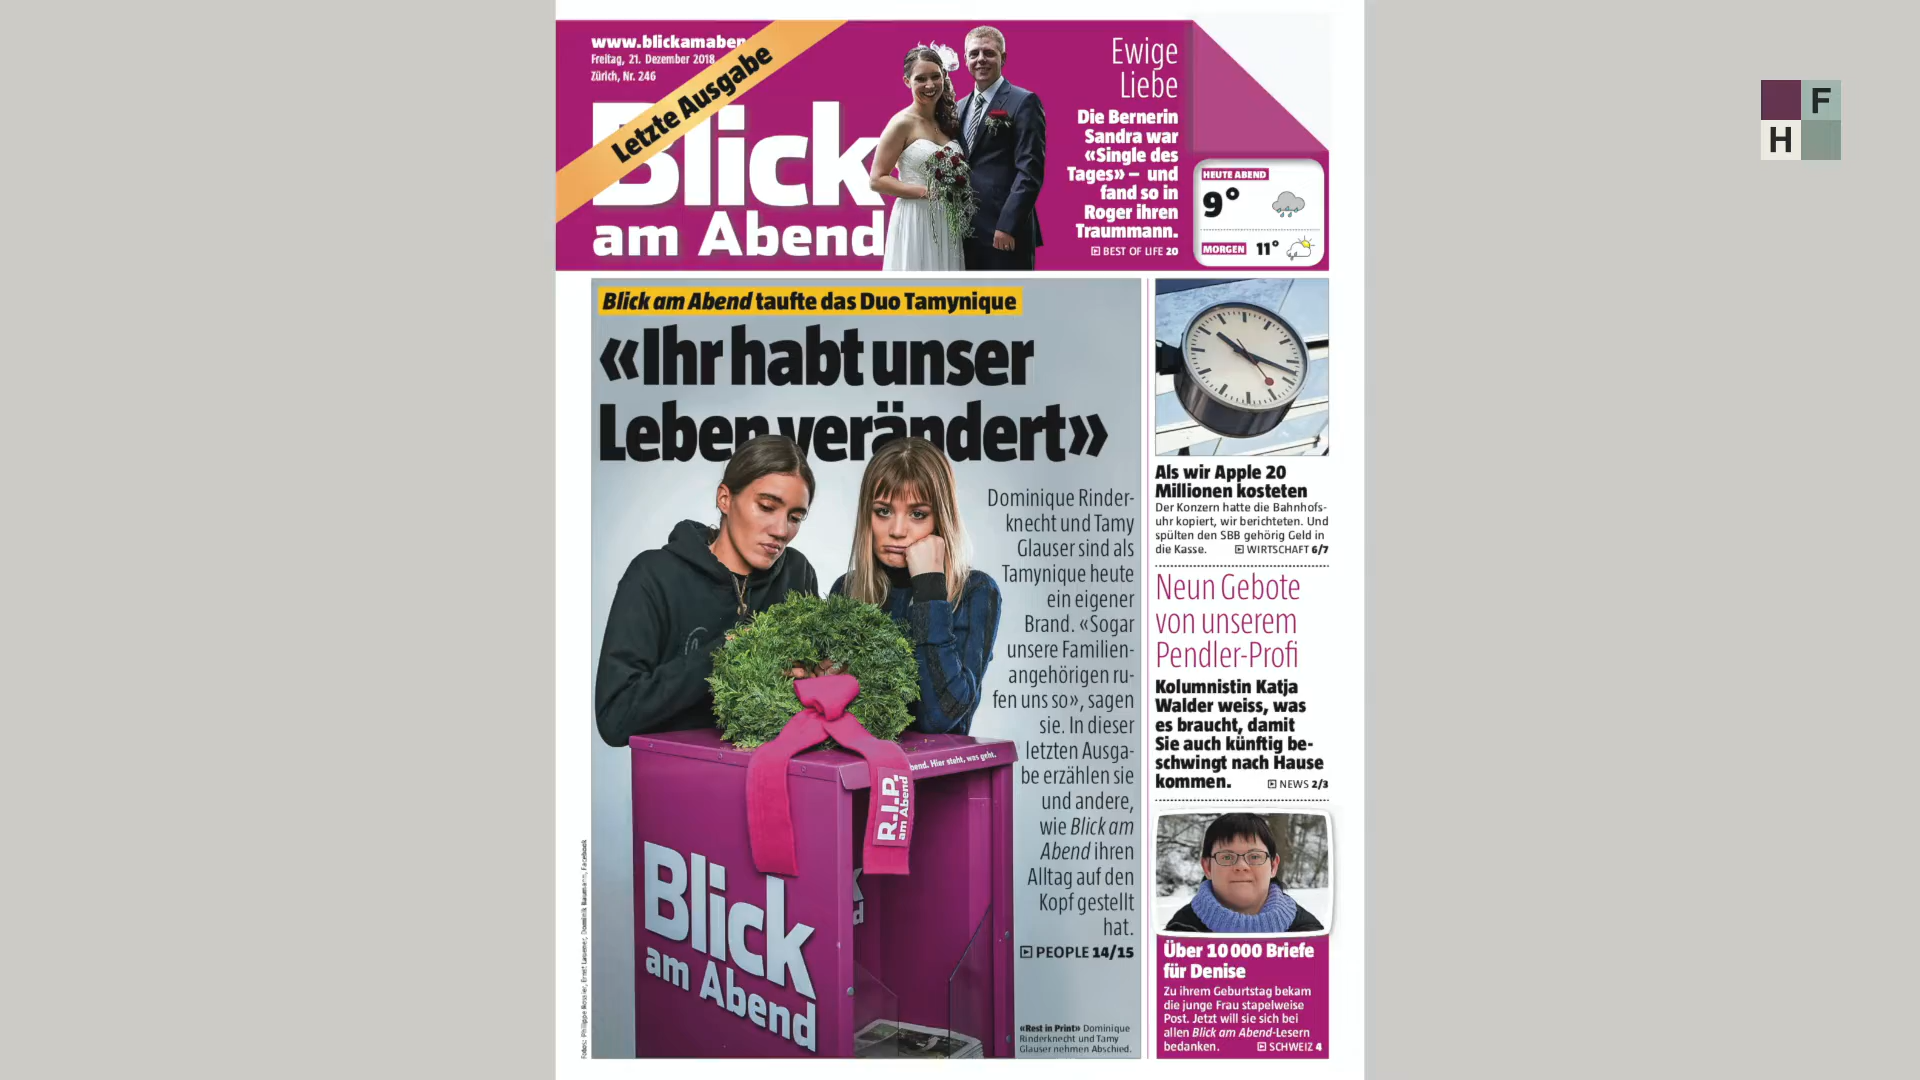 www.blickamaben
Freitag, 21. Dezember 2018
Zürich, Nr. 246
Letzte Ausgabe
Blick
am Abend
Ewige
Liebe
Die Bernerin
Sandra war
«Single des
Tages» – und
fand so in
Roger ihren
Traummann.
BEST OF LIFE 20
HEUTE ABEND
9°
MORGEN 11°
F
H
Blick am Abend taufte das Duo Tamynique
«Ihr habt unser
Leben verändert»
Dominique Rinder-
knecht und Tamy
Glauser sind als
Tamynique heute
ein eigener
Brand. «Sogar
unsere Familien-
angehörigen ru-
fen uns so», sagen
sie. In dieser
letzten Ausga-
be erzählen sie
und andere,
wie Blick am
Abend ihren
Alltag auf den
Kopf gestellt
hat.
PEOPLE 14/15
bend. Hier steht, was geht.
R.I.P.
am Abend
Blick
am Abend
«Rest in Print» Dominique
Rinderknecht und Tamy
Glauser nehmen Abschied.
Als wir Apple 20
Millionen kosteten
Der Konzern hatte die Bahnhofs-
uhr kopiert, wir berichteten. Und
spülten den SBB gehörig Geld in
die Kasse. WIRTSCHAFT 6/7
Neun Gebote
von unserem
Pendler-Profi
Kolumnistin Katja
Walder weiss, was
es braucht, damit
Sie auch künftig be-
schwingt nach Hause
kommen. NEWS 2/3
Über 10 000 Briefe
für Denise
Zu ihrem Geburtstag bekam
die junge Frau stapelweise
Post. Jetzt will sie sich bei
allen Blick am Abend-Lesern
bedanken. SCHWEIZ 4